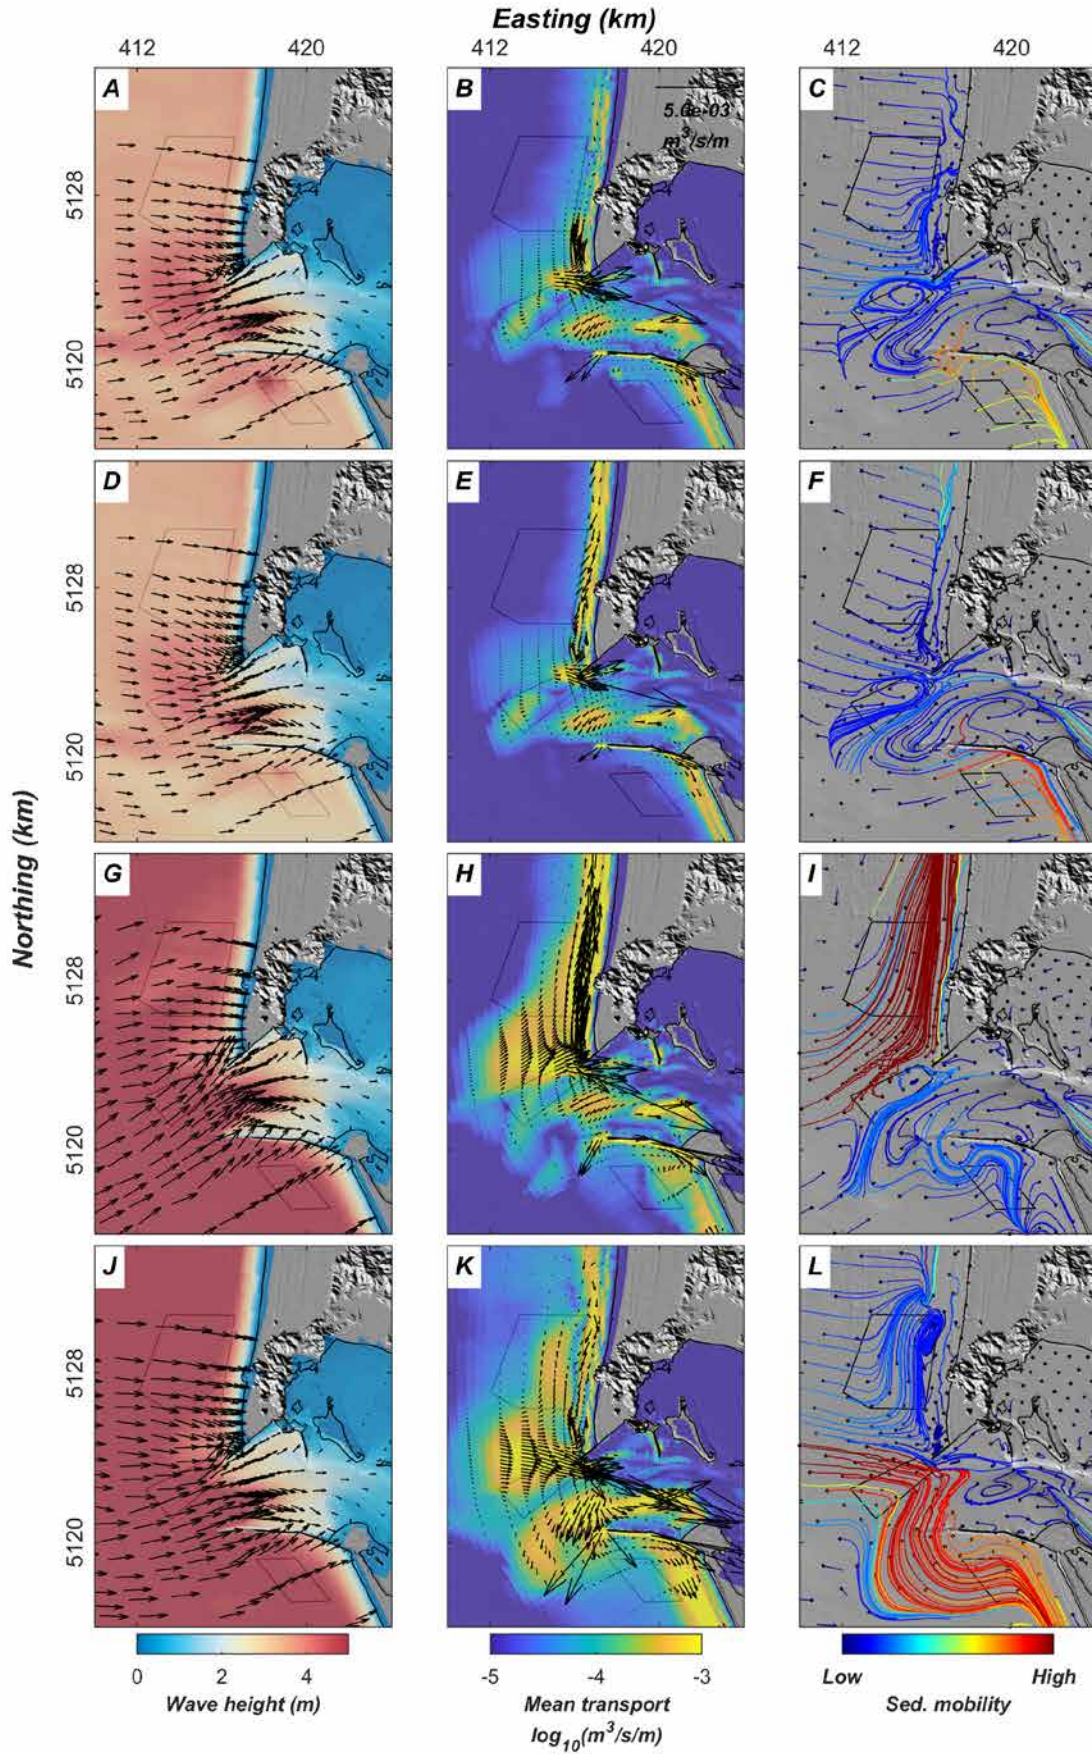 Easting (km)
412 420 412 420 412 420
A B C
5.0e-03
m³/s/m
5128
5120
D E F
5128
5120
Northing (km)
G H I
5128
5120
J K L
5128
5120
0 2 4 -5 -4 -3 Low High
Wave height (m) Mean transport Sed. mobility
log₁₀(m³/s/m)